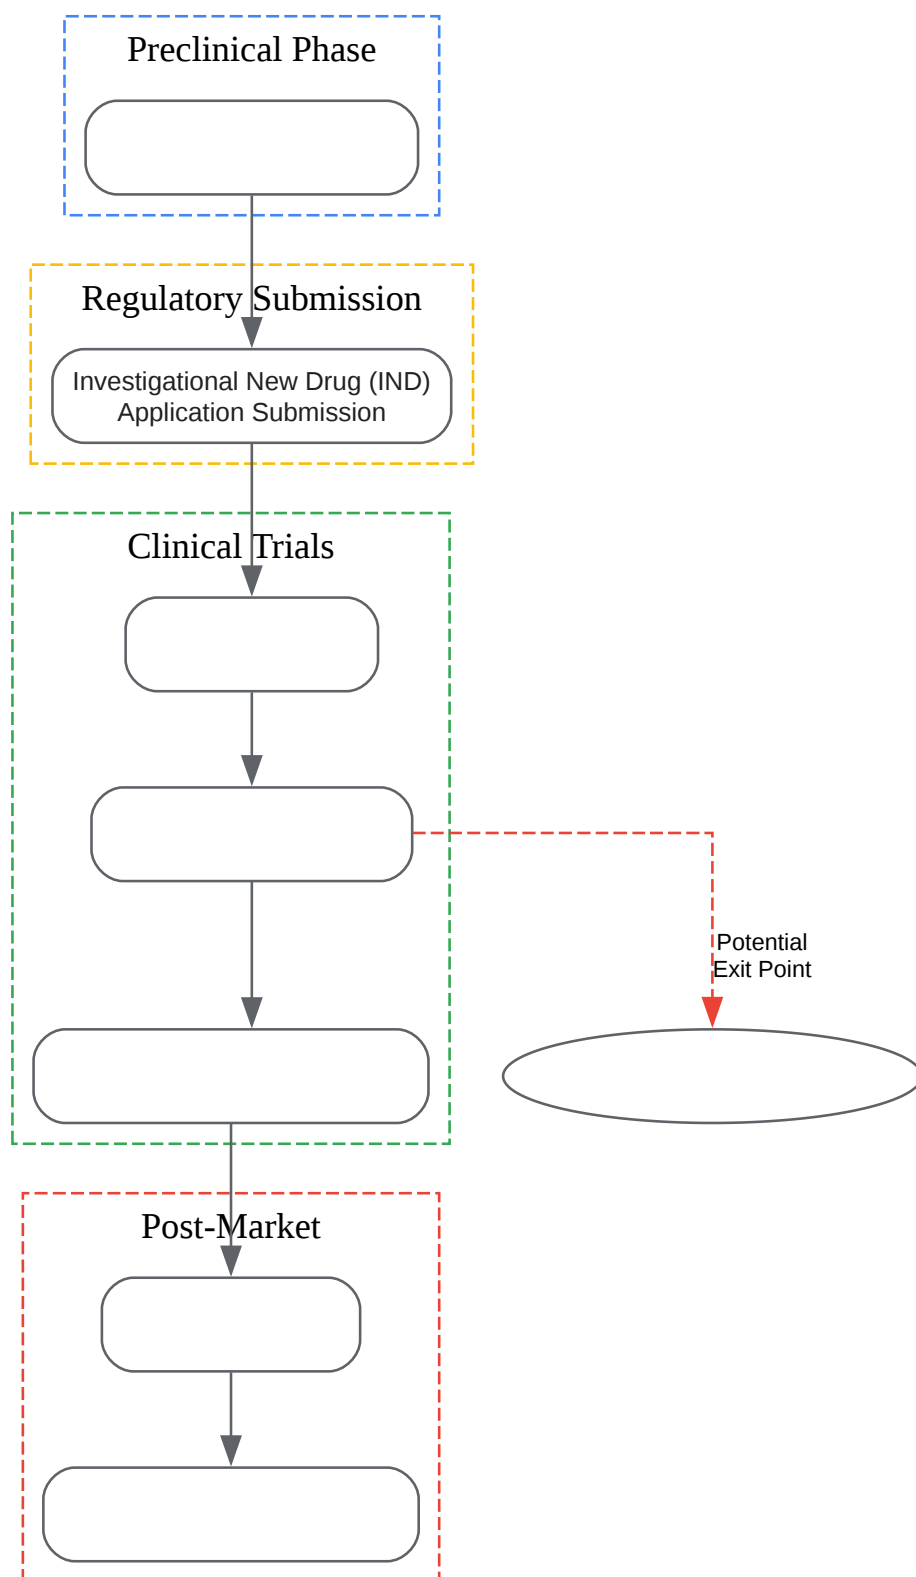 Preclinical Phase
Regulatory Submission
Investigational New Drug (IND)
Application Submission
Clinical Trials
Potential
Exit Point
Post-Market